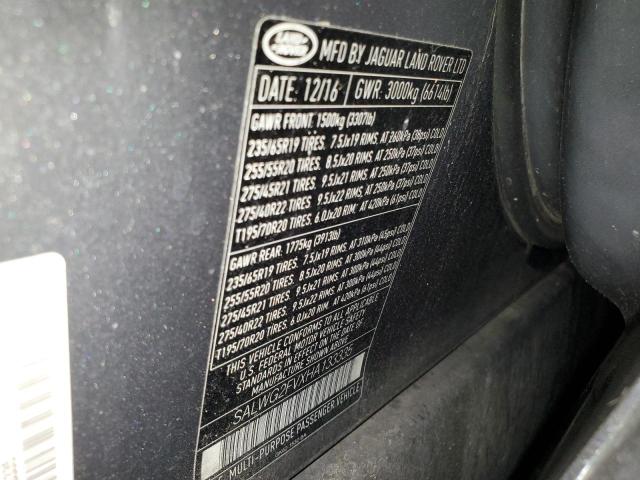 LAND ROVER
MFD BY JAGUAR LAND ROVER LTD
DATE: 12/16 GWR: 3000kg (6614lb)
GAWR FRONT: 1500kg (3307lb)
235/65R19 TIRES. 7.5Jx19 RIMS. AT 260kPa (38psi) COLD
255/55R20 TIRES. 8.5Jx20 RIMS. AT 250kPa (37psi) COLD
275/45R21 TIRES. 9.5Jx21 RIMS. AT 250kPa (37psi) COLD
275/40R22 TIRES. 9.5Jx22 RIMS. AT 250kPa (37psi) COLD
T195/70R20 TIRES. 6.0Jx20 RIM. AT 420kPa (61psi) COLD
GAWR REAR: 1775kg (3913lb)
235/65R19 TIRES. 7.5Jx19 RIMS. AT 310kPa (45psi) COLD
255/55R20 TIRES. 8.5Jx20 RIMS. AT 300kPa (44psi) COLD
275/45R21 TIRES. 9.5Jx21 RIMS. AT 300kPa (44psi) COLD
275/40R22 TIRES. 9.5Jx22 RIMS. AT 300kPa (44psi) COLD
T195/70R20 TIRES. 6.0Jx20 RIM. AT 420kPa (61psi) COLD
THIS VEHICLE CONFORMS TO ALL APPLICABLE
U.S. FEDERAL MOTOR VEHICLE SAFETY
STANDARDS IN EFFECT ON THE DATE OF
MANUFACTURE SHOWN ABOVE
SALWG2FVXHA133335
MULTI-PURPOSE PASSENGER VEHICLE